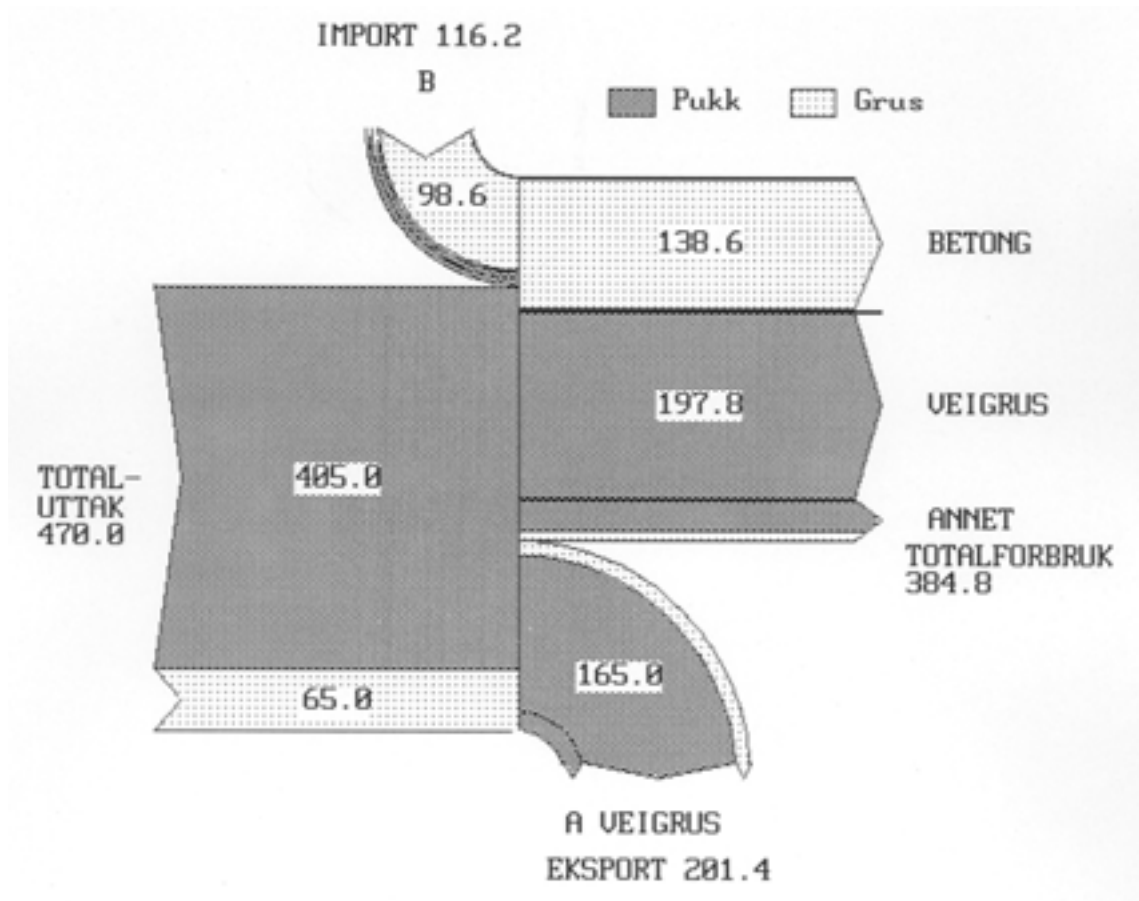 IMPORT 116.2
B
Pukk
Grus
98.6
138.6
BETONG
197.8
VEIGRUS
TOTAL-
UTTAK
470.0
405.0
ANNET
TOTALFORBRUK
384.8
165.0
65.0
A VEIGRUS
EKSPORT 201.4